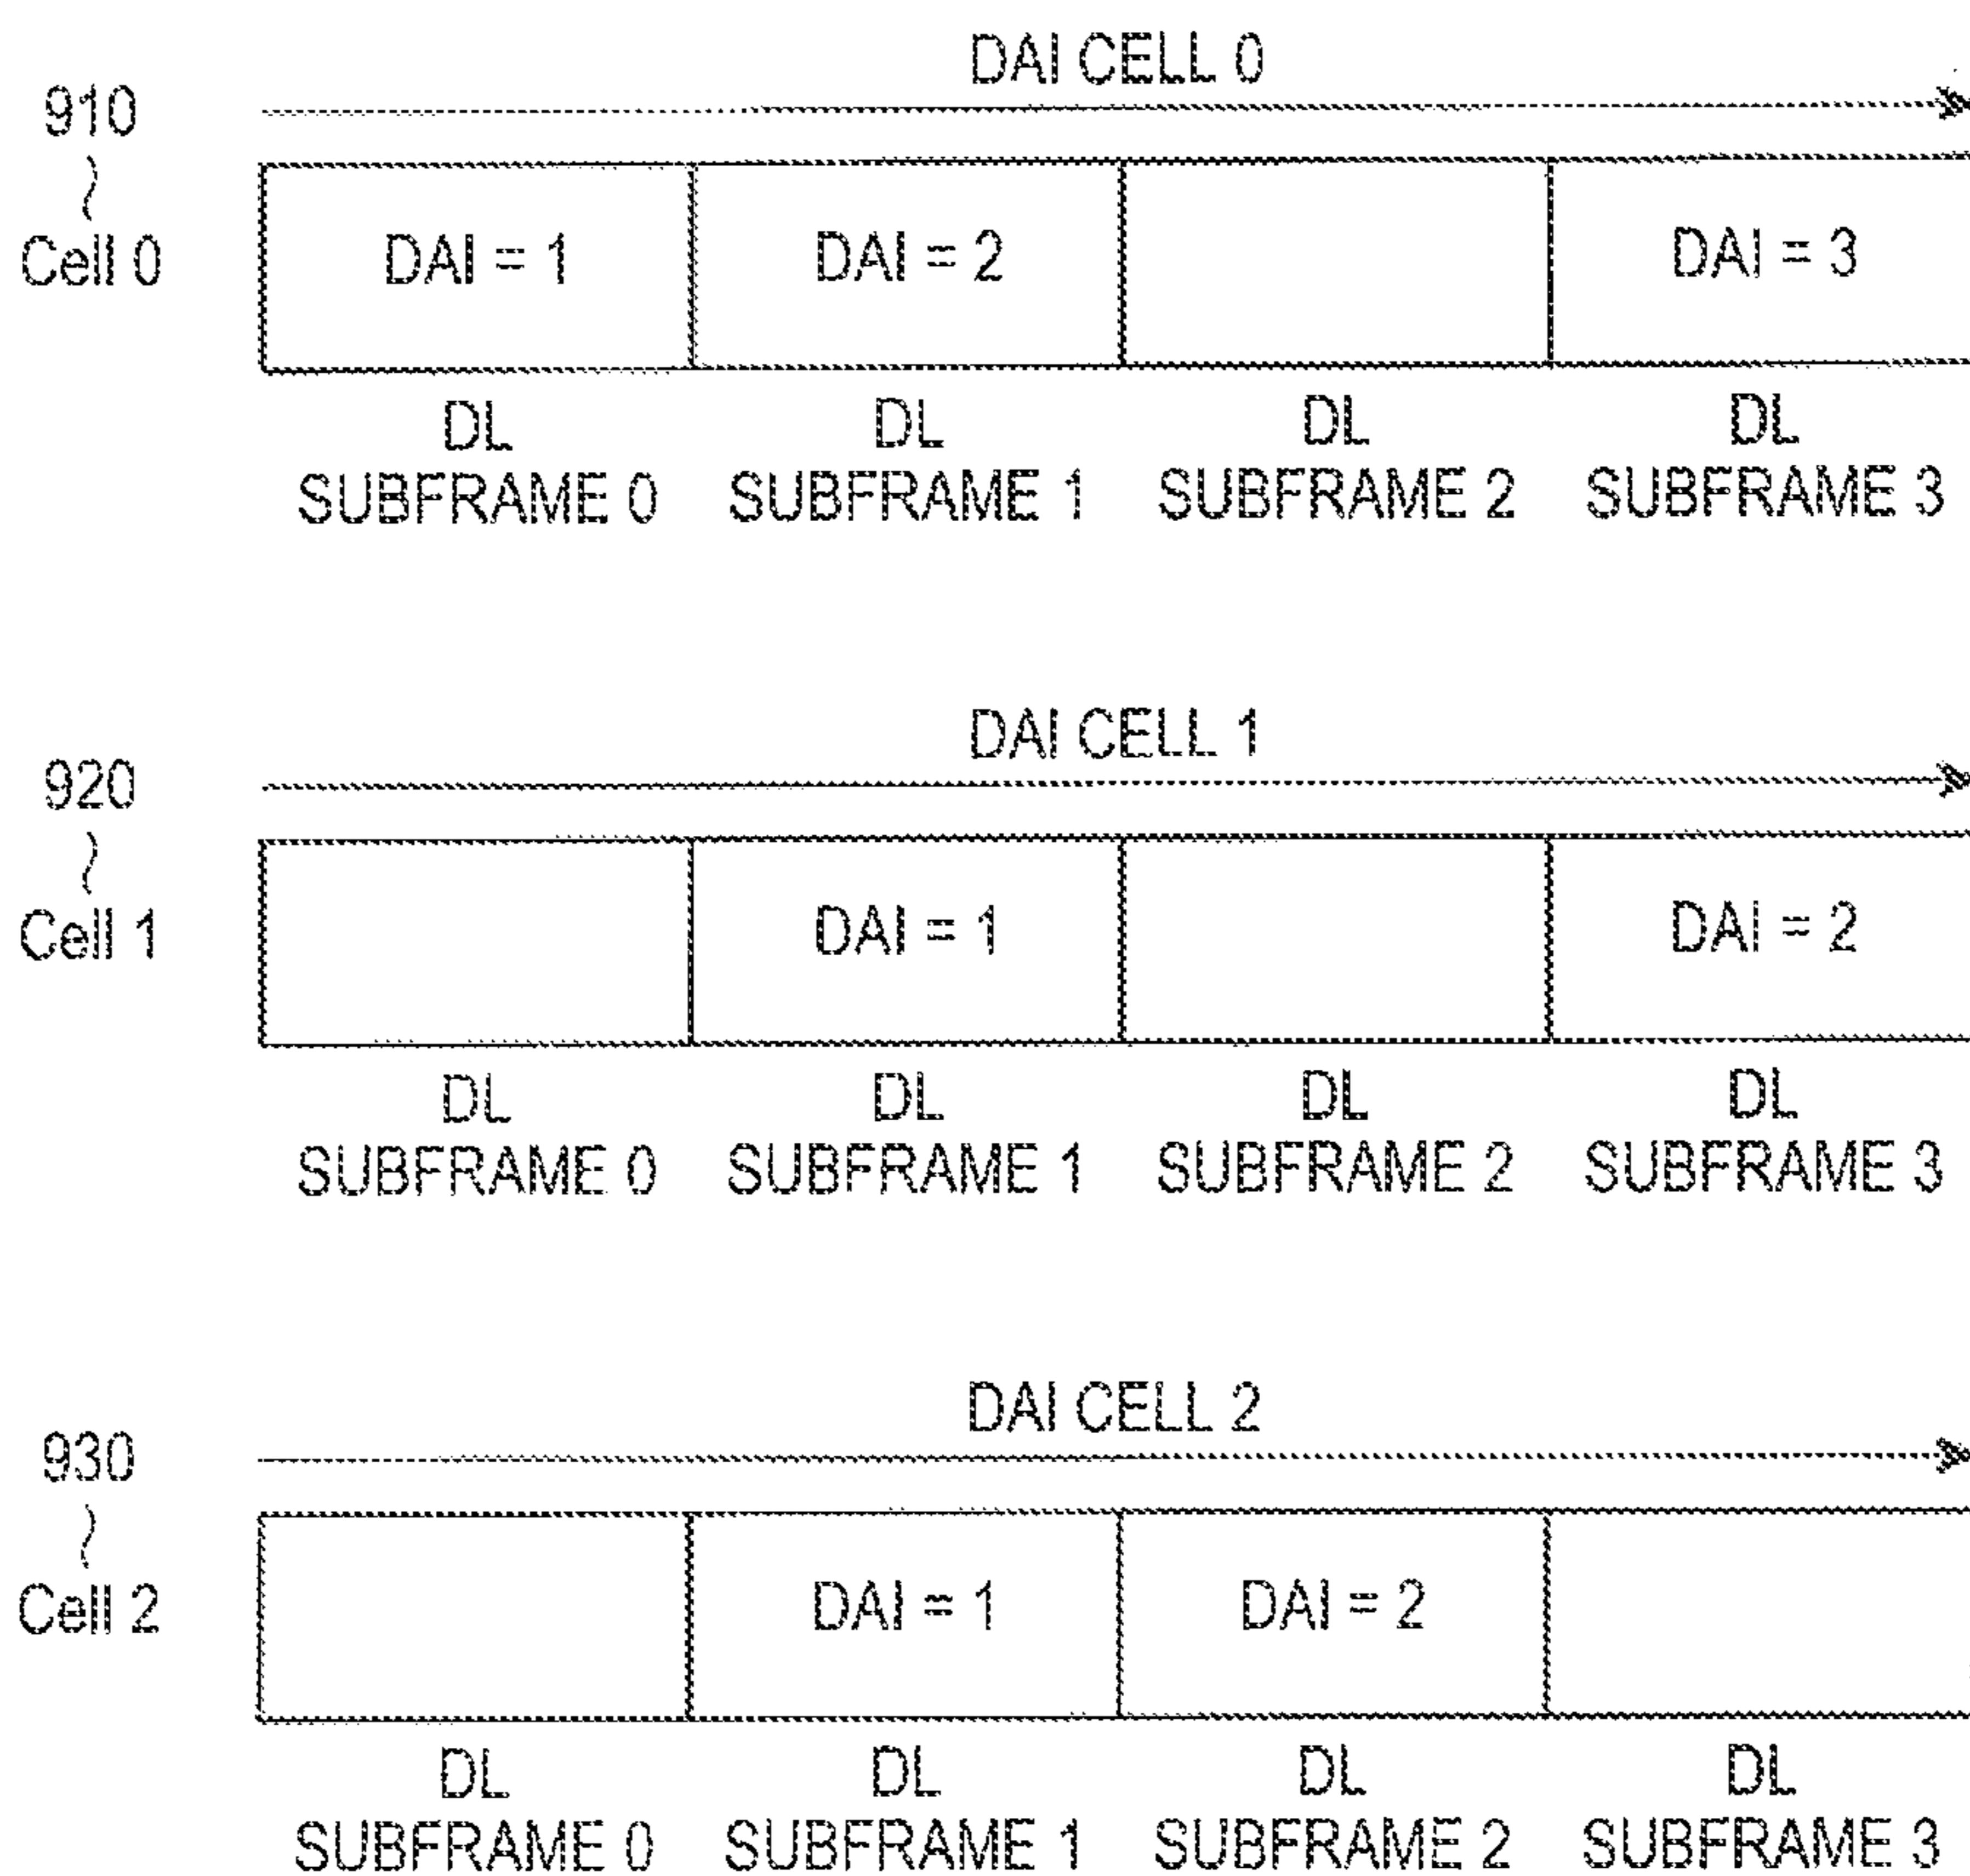 DAI CELL 0
910
Cell 0
DAI = 1 DAI = 2 DAI = 3
DL DL DL DL
SUBFRAME 0 SUBFRAME 1 SUBFRAME 2 SUBFRAME 3
DAI CELL 1
920
Cell 1
DAI = 1 DAI = 2
DL DL DL DL
SUBFRAME 0 SUBFRAME 1 SUBFRAME 2 SUBFRAME 3
DAI CELL 2
930
Cell 2
DAI = 1 DAI = 2
DL DL DL DL
SUBFRAME 0 SUBFRAME 1 SUBFRAME 2 SUBFRAME 3